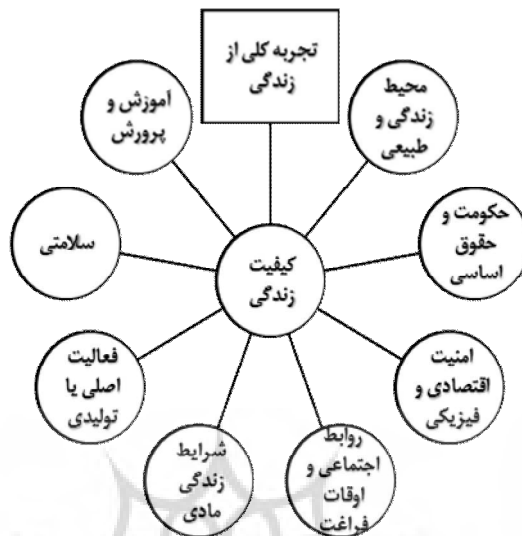 تجربه کلی از
زندگی
محیط
زندگی و
طبیعی
حکومت و
حقوق
اساسی
امنیت
اقتصادی و
فیزیکی
روابط
اجتماعی و
اوقات
فراغت
شرایط
زندگی
مادی
فعالیت
اصلی یا
تولیدی
سلامتی
آموزش و
پرورش
کیفیت
زندگی